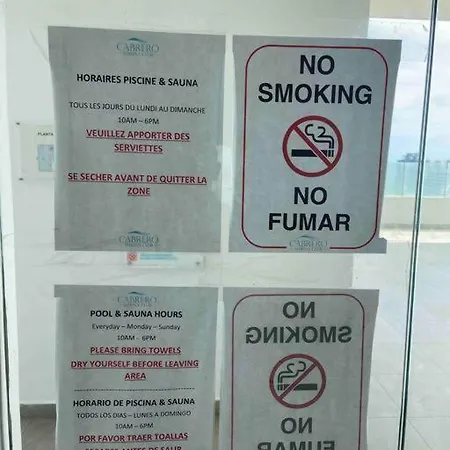 CABRERO
HORAIRES PISCINE & SAUNA
TOUS LES JOURS DU LUNDI AU DIMANCHE
10AM – 6PM
VEUILLEZ APPORTER DES
SERVIETTES
SE SECHER AVANT DE QUITTER LA
ZONE
CABRERO
NO
SMOKING
NO
FUMAR
CABRERO
PLANTA
CABRERO
POOL & SAUNA HOURS
Everyday – Monday – Sunday
10AM - 6PM
PLEASE BRING TOWELS
DRY YOURSELF BEFORE LEAVING
AREA
HORARIO DE PISCINA & SAUNA
TODOS LOS DIAS – LUNES A DOMINGO
10AM – 6PM
POR FAVOR TRAER TOALLAS
NO
SMOKING
NO
FUMAR